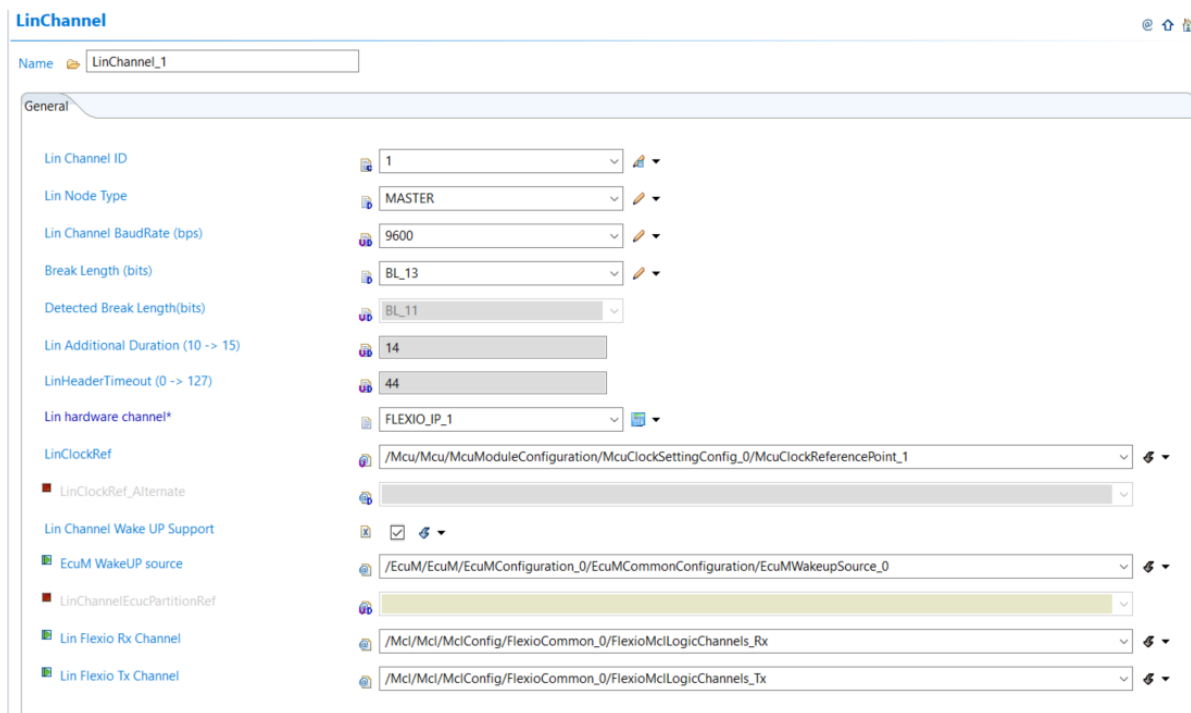 LinChannel
Name LinChannel_1
General
Lin Channel ID 1
Lin Node Type MASTER
Lin Channel BaudRate (bps) 9600
Break Length (bits) BL_13
Detected Break Length(bits) BL_11
Lin Additional Duration (10 -> 15) 14
LinHeaderTimeout (0 -> 127) 44
Lin hardware channel* FLEXIO_IP_1
LinClockRef /Mcu/Mcu/McuModuleConfiguration/McuClockSettingConfig_0/McuClockReferencePoint_1
LinClockRef_Alternate
Lin Channel Wake UP Support
EcuM WakeUP source /EcuM/EcuM/EcuMConfiguration_0/EcuMCommonConfiguration/EcuMWakeupSource_0
LinChannelEcucPartitionRef
Lin Flexio Rx Channel /Mcl/Mcl/MclConfig/FlexioCommon_0/FlexioMclLogicChannels_Rx
Lin Flexio Tx Channel /Mcl/Mcl/MclConfig/FlexioCommon_0/FlexioMclLogicChannels_Tx